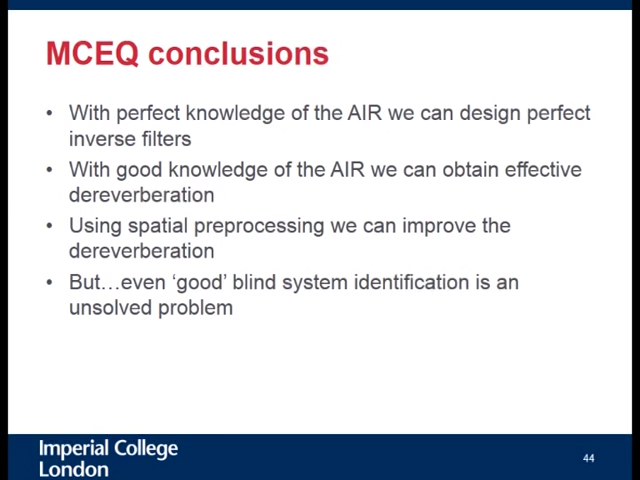 MCEQ conclusions
• With perfect knowledge of the AIR we can design perfect
inverse filters
• With good knowledge of the AIR we can obtain effective
dereverberation
• Using spatial preprocessing we can improve the
dereverberation
• But…even ‘good’ blind system identification is an
unsolved problem
Imperial College
London
44